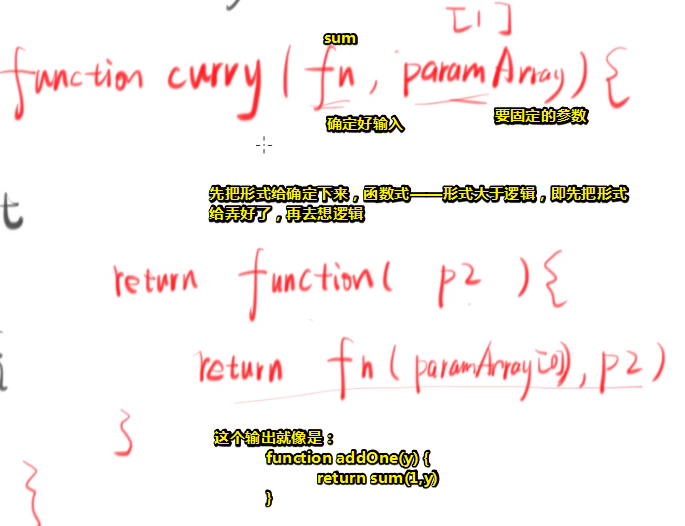 [1]
sum
function curry (fn, paramArray){
确定好输入
要固定的参数
先把形式给确定下来，函数式——形式大于逻辑，即先把形式
给弄好了，再去想逻辑
t
return function( p2 ){
return fn(paramArray[0]), p2)
}
这个输出就像是：
function addOne(y) {
return sum(1,y)
}
}